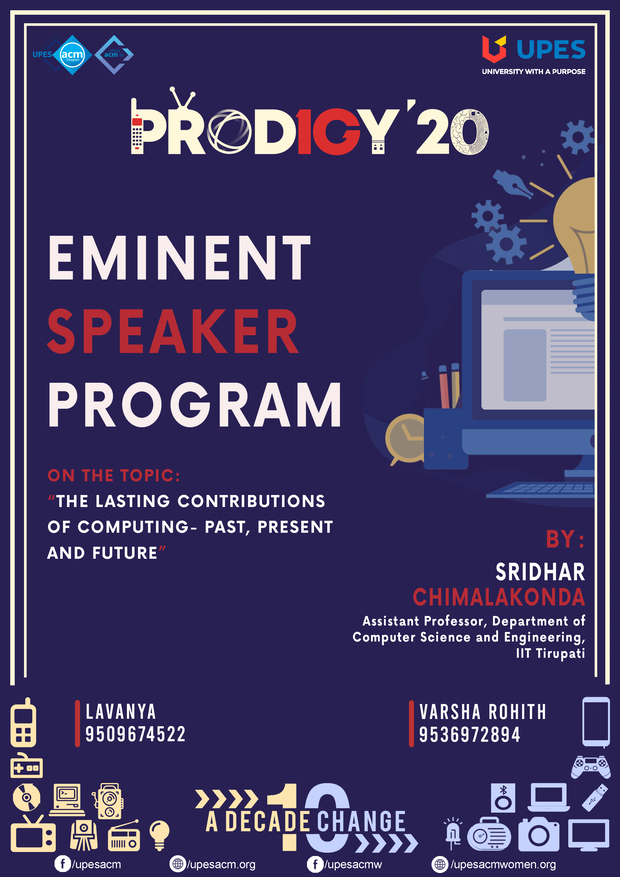 UPES acm Chapter
acm
UPES
UNIVERSITY WITH A PURPOSE
PRODIGY '20
EMINENT
SPEAKER
PROGRAM
ON THE TOPIC:
“THE LASTING CONTRIBUTIONS
OF COMPUTING- PAST, PRESENT
AND FUTURE”
BY:
SRIDHAR
CHIMALAKONDA
Assistant Professor, Department of
Computer Science and Engineering,
IIT Tirupati
LAVANYA
9509674522
VARSHA ROHITH
9536972894
10
A DECADE CHANGE
/upesacm
/upesacm.org
/upesacmw
/upesacmwomen.org